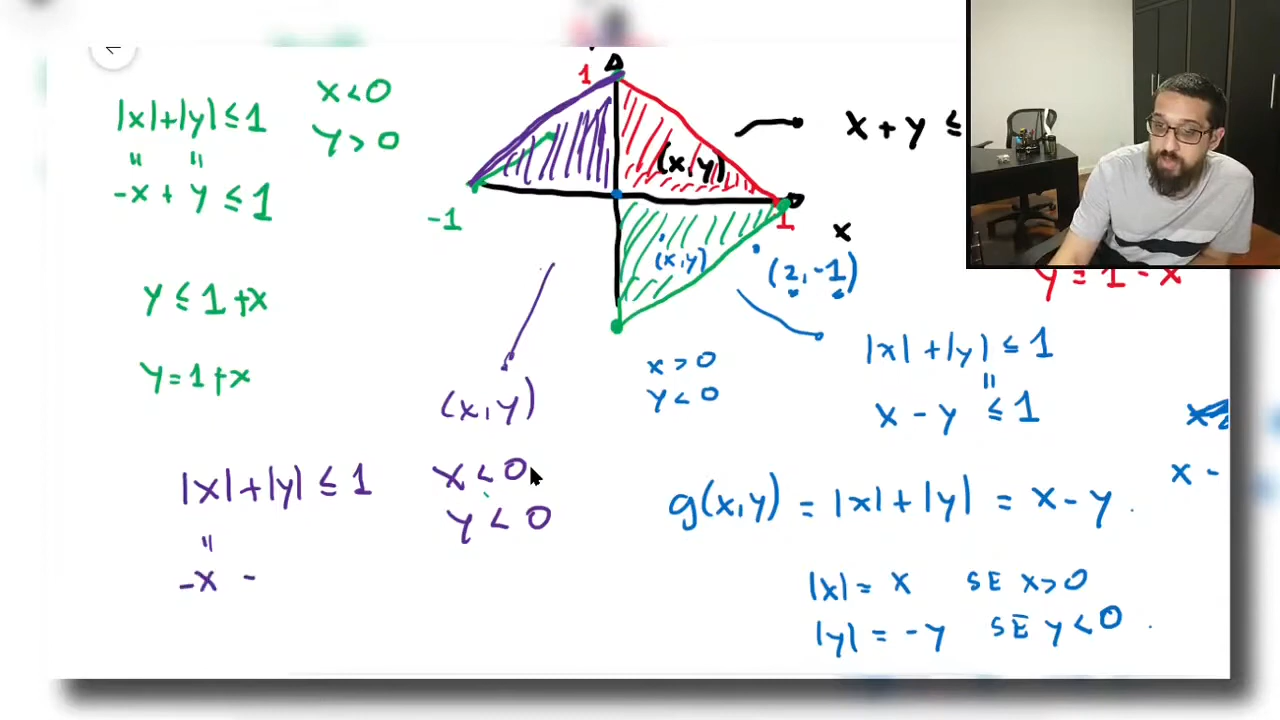 |x|+|y| ≤ 1
x<0
y>0
" "
-x + y ≤ 1
y ≤ 1+x
y=1+x
1
-1
1
x
(x,y)
x + y ≤
(x,y)
(2,-1)
y = 1 - x
x > 0
y < 0
|x| + |y| ≤ 1
"
x - y ≤ 1
x -
(x,y)
|x|+|y| ≤ 1
x < 0
y < 0
"
-x -
g(x,y) = |x| + |y| = x - y .
|x| = x SE x>0
|y| = -y SE y<0 .